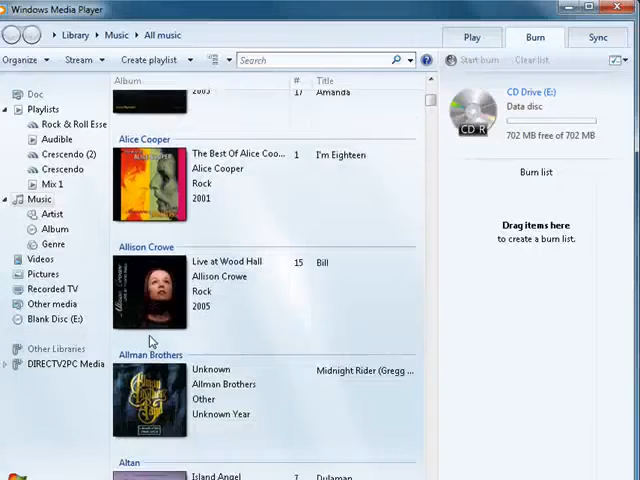 Windows Media Player
Library
Music
All music
Play
Burn
Sync
Organize
Stream
Create playlist
Search
Start burn
Clear list
Album
#
Title
Doc
Playlists
Rock & Roll Esse
Audible
Crescendo (2)
Crescendo
Mix 1
Music
Artist
Album
Genre
Videos
Pictures
Recorded TV
Other media
Blank Disc (E:)
Other Libraries
DIRECTV2PC Media
2003
17
Amanda
Alice Cooper
ALICE COOPER
The Best Of Alice Coo...
1
I'm Eighteen
Alice Cooper
Rock
2001
Allison Crowe
Live at Wood Hall
15
Bill
Allison Crowe
Rock
2005
Allman Brothers
Unknown
Midnight Rider (Gregg ...
Allman Brothers
Other
Unknown Year
Altan
Island Angel
7
Dulaman
CD Drive (E:)
Data disc
702 MB free of 702 MB
CD R
Burn list
Drag items here
to create a burn list.